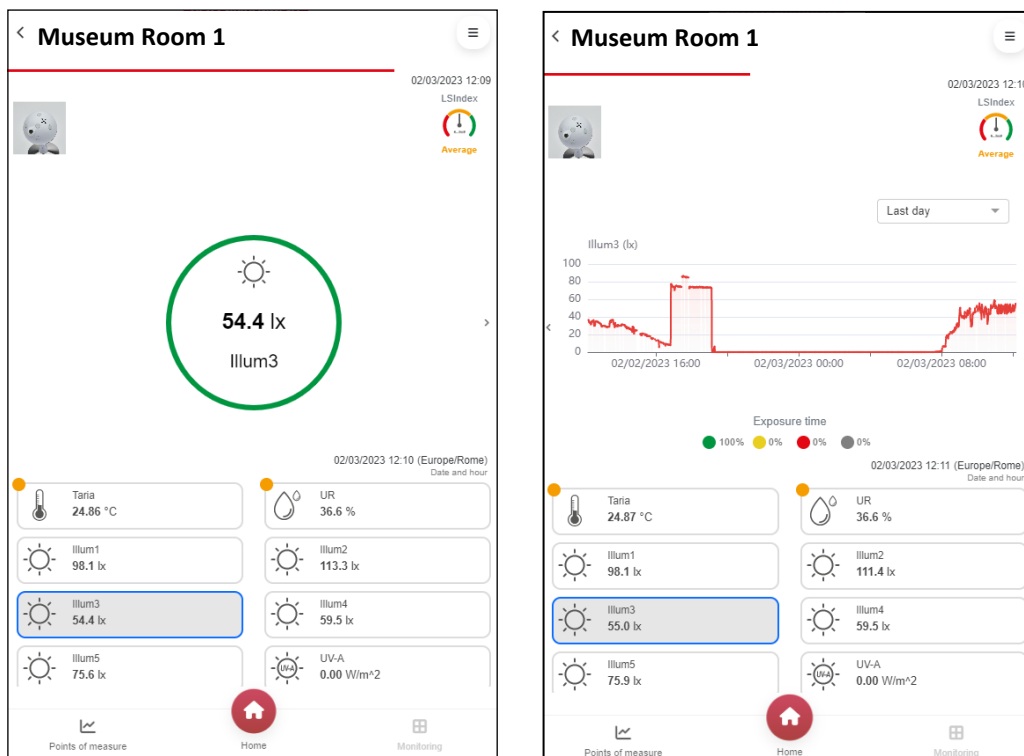 Museum Room 1
02/03/2023 12:09
LSIndex
Average
54.4 lx
Illum3
02/03/2023 12:10 (Europe/Rome)
Date and hour
Taria
24.86 °C
UR
36.6 %
Illum1
98.1 lx
Illum2
113.3 lx
Illum3
54.4 lx
Illum4
59.5 lx
Illum5
75.6 lx
UV-A
UV-A
0.00 W/m^2
Points of measure
Home
Monitoring
Museum Room 1
02/03/2023 12:10
LSIndex
Average
Last day
Illum3 (lx)
100
80
60
40
20
0
02/02/2023 16:00
02/03/2023 00:00
02/03/2023 08:00
Exposure time
100% 0% 0% 0%
02/03/2023 12:11 (Europe/Rome)
Date and hour
Taria
24.87 °C
UR
36.6 %
Illum1
98.1 lx
Illum2
111.4 lx
Illum3
55.0 lx
Illum4
59.5 lx
Illum5
75.9 lx
UV-A
UV-A
0.00 W/m^2
Points of measure
Home
Monitoring